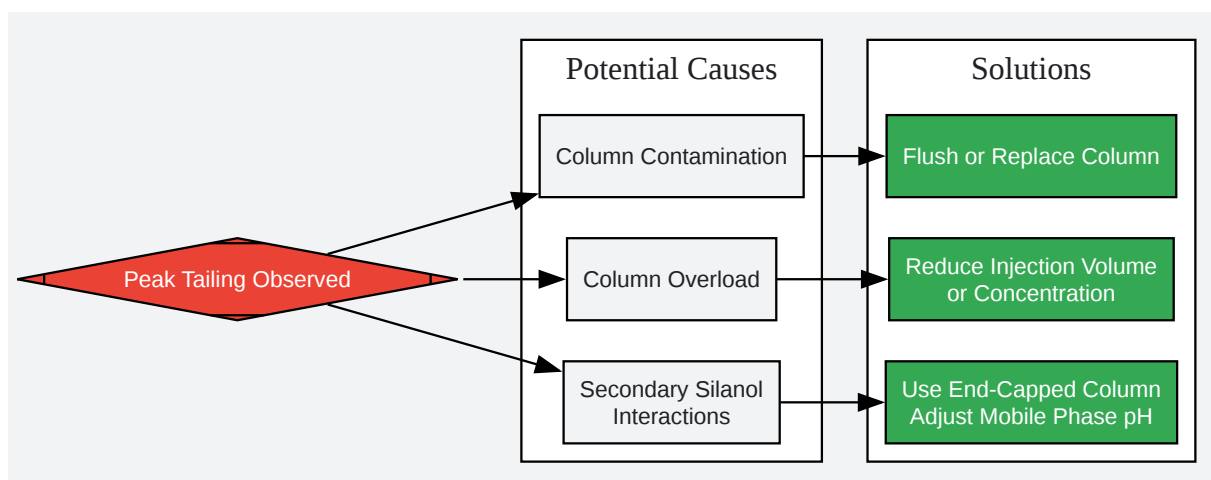 Potential Causes
Solutions
Column Contamination
Flush or Replace Column
Peak Tailing Observed
Column Overload
Reduce Injection Volume
or Concentration
Secondary Silanol
Interactions
Use End-Capped Column
Adjust Mobile Phase pH